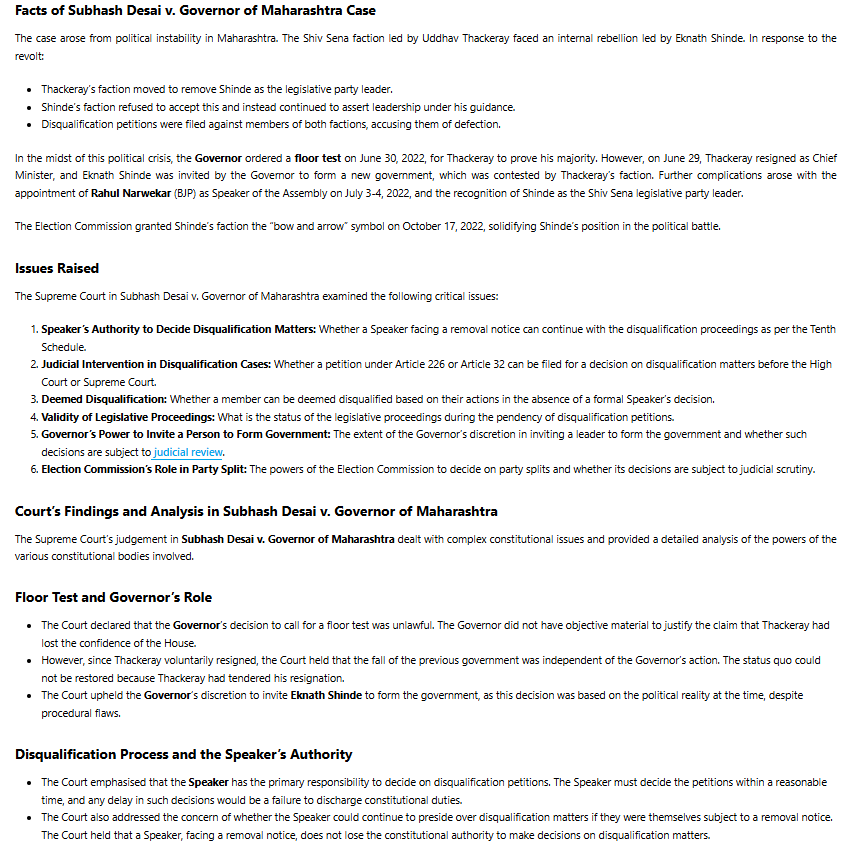 Facts of Subhash Desai v. Governor of Maharashtra Case
The case arose from political instability in Maharashtra. The Shiv Sena faction led by Uddhav Thackeray faced an internal rebellion led by Eknath Shinde. In response to the
revolt:
• Thackeray's faction moved to remove Shinde as the legislative party leader.
• Shinde's faction refused to accept this and instead continued to assert leadership under his guidance.
• Disqualification petitions were filed against members of both factions, accusing them of defection.
In the midst of this political crisis, the Governor ordered a floor test on June 30, 2022, for Thackeray to prove his majority. However, on June 29, Thackeray resigned as Chief
Minister, and Eknath Shinde was invited by the Governor to form a new government, which was contested by Thackeray's faction. Further complications arose with the
appointment of Rahul Narwekar (BJP) as Speaker of the Assembly on July 3-4, 2022, and the recognition of Shinde as the Shiv Sena legislative party leader.
The Election Commission granted Shinde's faction the "bow and arrow" symbol on October 17, 2022, solidifying Shinde's position in the political battle.
Issues Raised
The Supreme Court in Subhash Desai v. Governor of Maharashtra examined the following critical issues:
1. Speaker's Authority to Decide Disqualification Matters: Whether a Speaker facing a removal notice can continue with the disqualification proceedings as per the Tenth
Schedule.
2. Judicial Intervention in Disqualification Cases: Whether a petition under Article 226 or Article 32 can be filed for a decision on disqualification matters before the High
Court or Supreme Court.
3. Deemed Disqualification: Whether a member can be deemed disqualified based on their actions in the absence of a formal Speaker's decision.
4. Validity of Legislative Proceedings: What is the status of the legislative proceedings during the pendency of disqualification petitions.
5. Governor's Power to Invite a Person to Form Government: The extent of the Governor's discretion in inviting a leader to form the government and whether such
decisions are subject to judicial review.
6. Election Commission's Role in Party Split: The powers of the Election Commission to decide on party splits and whether its decisions are subject to judicial scrutiny.
Court's Findings and Analysis in Subhash Desai v. Governor of Maharashtra
The Supreme Court's judgement in Subhash Desai v. Governor of Maharashtra dealt with complex constitutional issues and provided a detailed analysis of the powers of the
various constitutional bodies involved.
Floor Test and Governor's Role
• The Court declared that the Governor's decision to call for a floor test was unlawful. The Governor did not have objective material to justify the claim that Thackeray had
lost the confidence of the House.
• However, since Thackeray voluntarily resigned, the Court held that the fall of the previous government was independent of the Governor's action. The status quo could
not be restored because Thackeray had tendered his resignation.
• The Court upheld the Governor's discretion to invite Eknath Shinde to form the government, as this decision was based on the political reality at the time, despite
procedural flaws.
Disqualification Process and the Speaker's Authority
• The Court emphasised that the Speaker has the primary responsibility to decide on disqualification petitions. The Speaker must decide the petitions within a reasonable
time, and any delay in such decisions would be a failure to discharge constitutional duties.
• The Court also addressed the concern of whether the Speaker could continue to preside over disqualification matters if they were themselves subject to a removal notice.
The Court held that a Speaker, facing a removal notice, does not lose the constitutional authority to make decisions on disqualification matters.